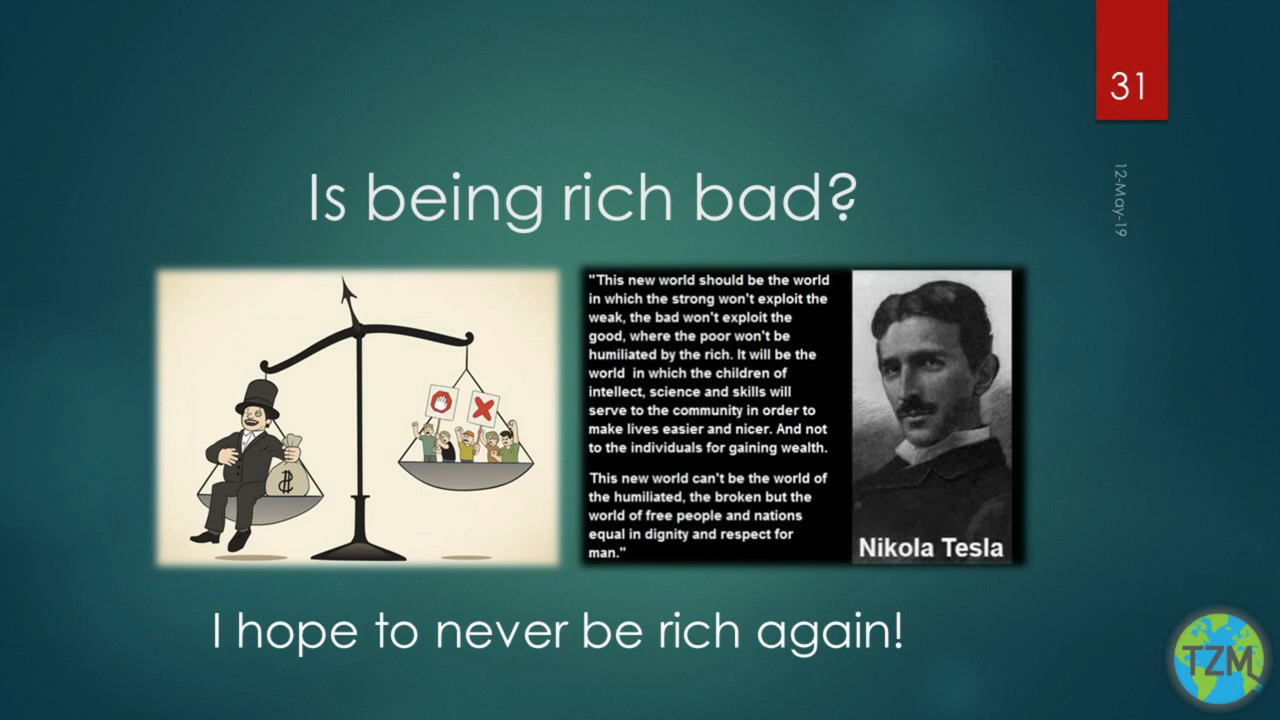 31
12-May-19
Is being rich bad?
"This new world should be the world
in which the strong won't exploit the
weak, the bad won't exploit the
good, where the poor won't be
humiliated by the rich. It will be the
world in which the children of
intellect, science and skills will
serve to the community in order to
make lives easier and nicer. And not
to the individuals for gaining wealth.
This new world can't be the world of
the humiliated, the broken but the
world of free people and nations
equal in dignity and respect for
man."
Nikola Tesla
I hope to never be rich again!
TZM